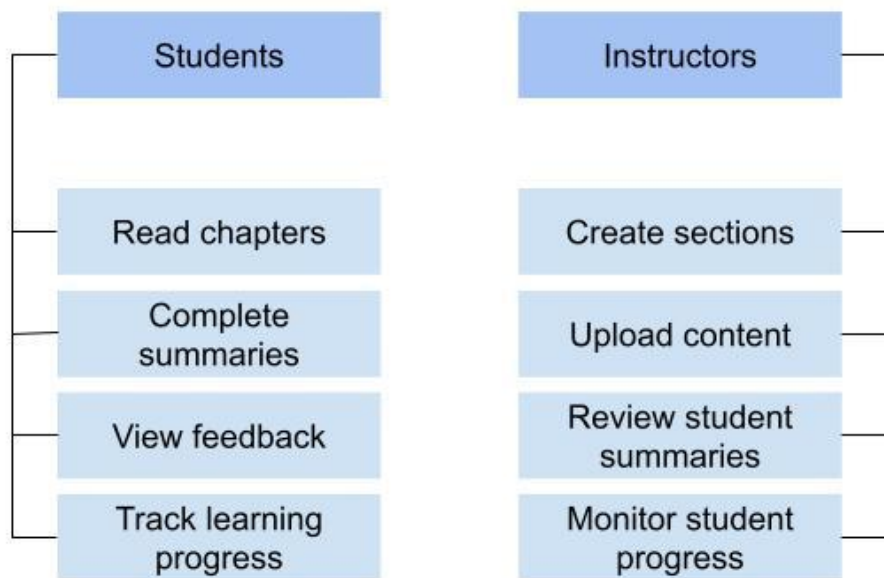 Students
Read chapters
Complete
summaries
View feedback
Track learning
progress
Instructors
Create sections
Upload content
Review student
summaries
Monitor student
progress